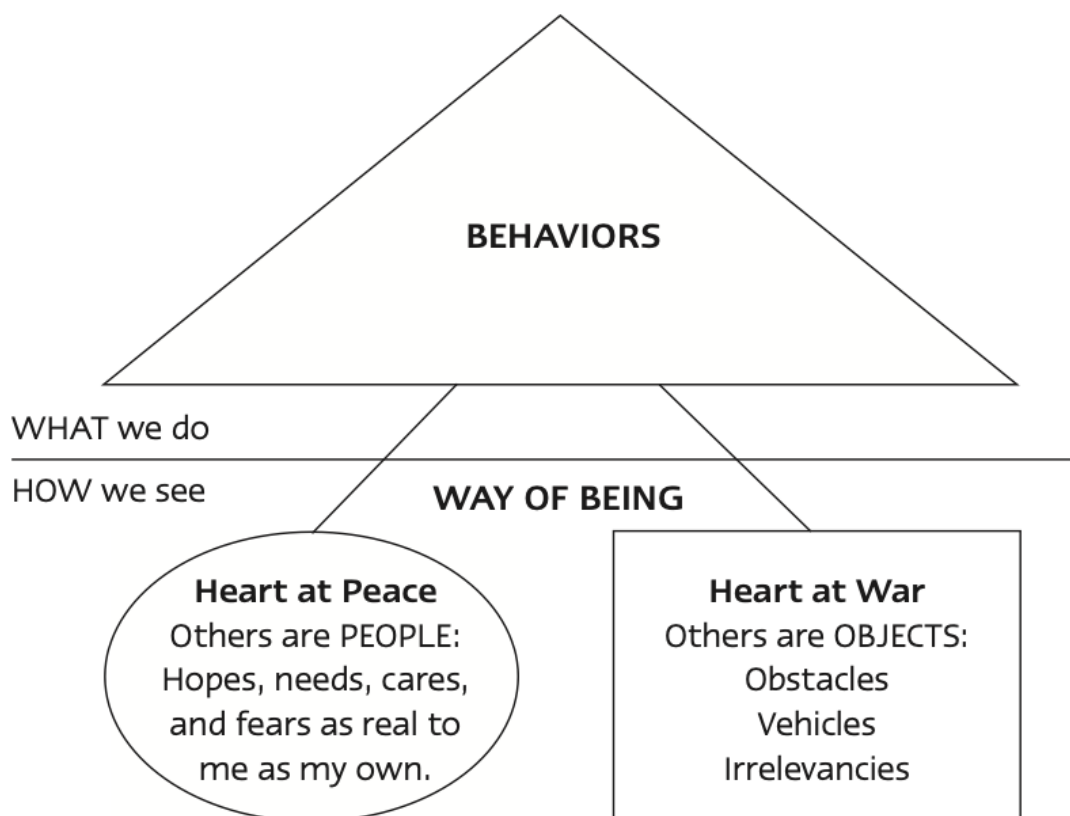 BEHAVIORS
WHAT we do
HOW we see
WAY OF BEING
Heart at Peace
Others are PEOPLE:
Hopes, needs, cares,
and fears as real to
me as my own.
Heart at War
Others are OBJECTS:
Obstacles
Vehicles
Irrelevancies